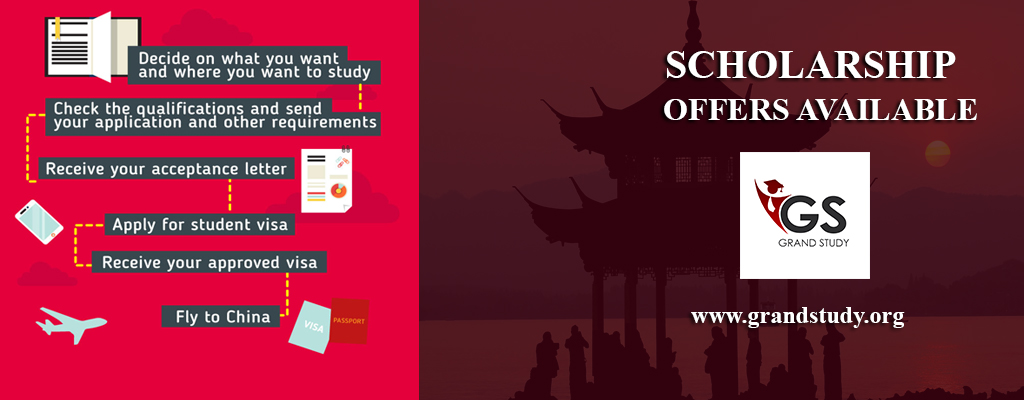 Decide on what you want
and where you want to study
Check the qualifications and send
your application and other requirements
Receive your acceptance letter
Apply for student visa
Receive your approved visa
Fly to China
VISA
PASSPORT
SCHOLARSHIP
OFFERS AVAILABLE
GS
GRAND STUDY
www.grandstudy.org